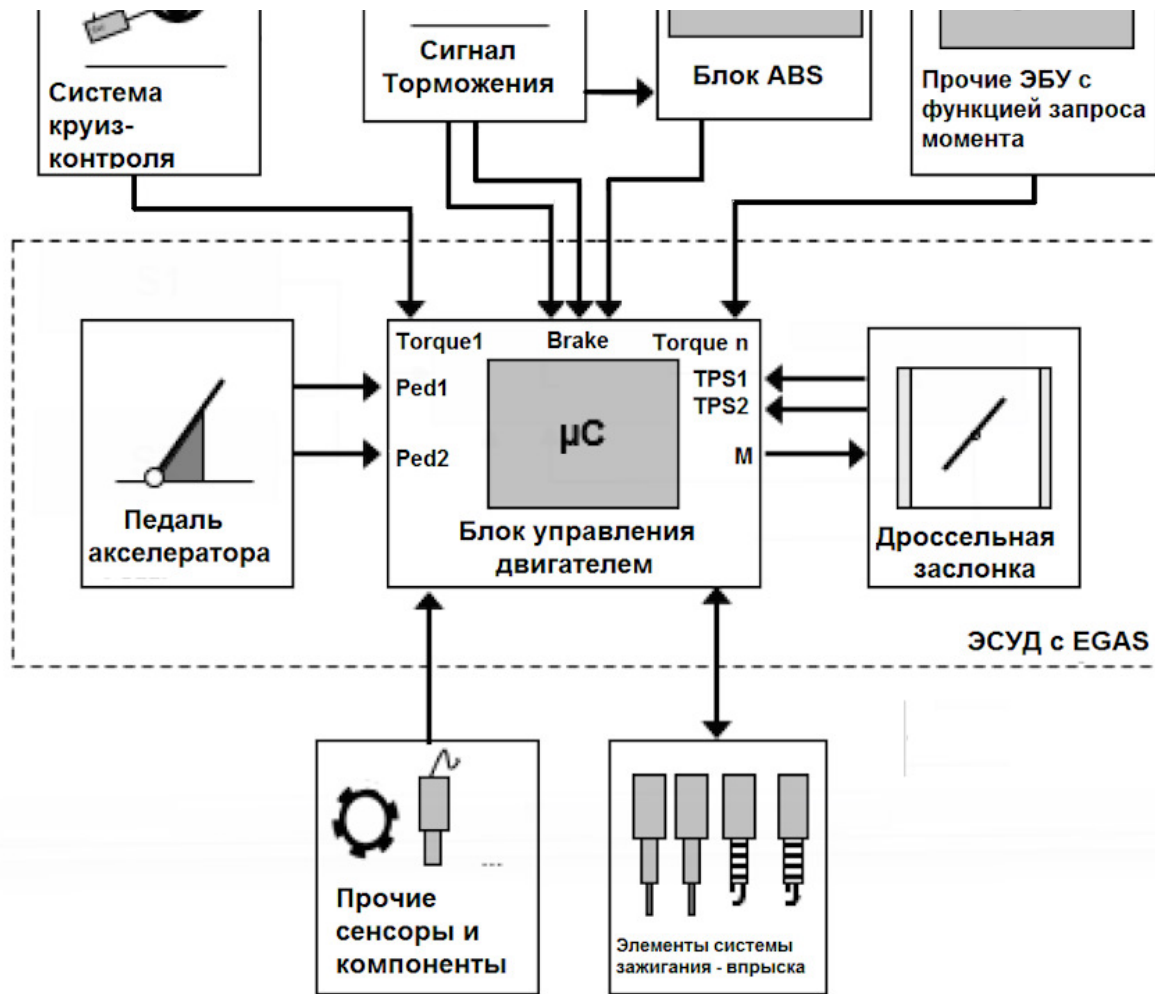 Система
круиз-
контроля
Сигнал
Торможения
Блок ABS
Прочие ЭБУ с
функцией запроса
момента
Torque1
Brake
Torque n
Ped1
Ped2
TPS1
TPS2
M
µC
Блок управления
двигателем
Педаль
акселератора
Дроссельная
заслонка
ЭСУД с EGAS
Прочие
сенсоры и
компоненты
...
Элементы системы
зажигания - впрыска
S1